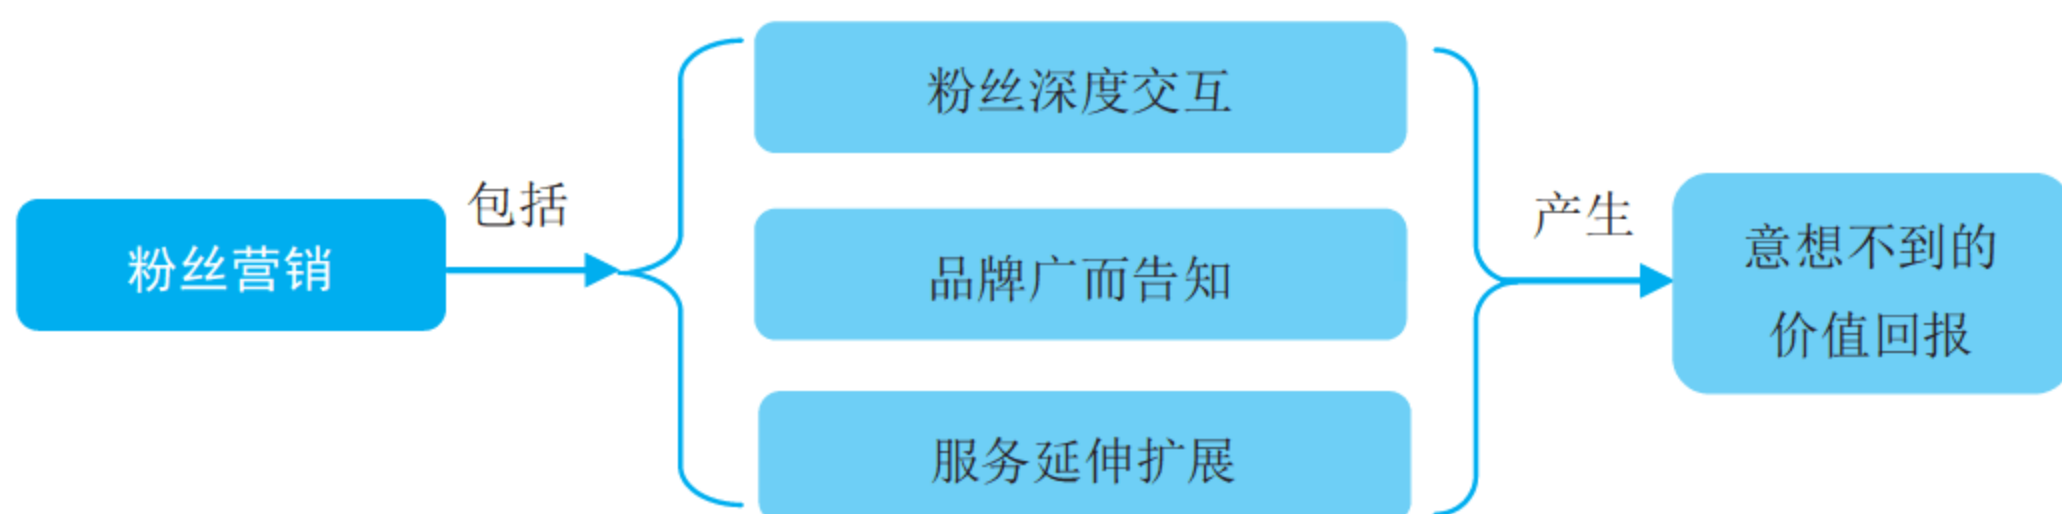 粉丝营销
包括
粉丝深度交互
品牌广而告知
服务延伸扩展
产生
意想不到的
价值回报